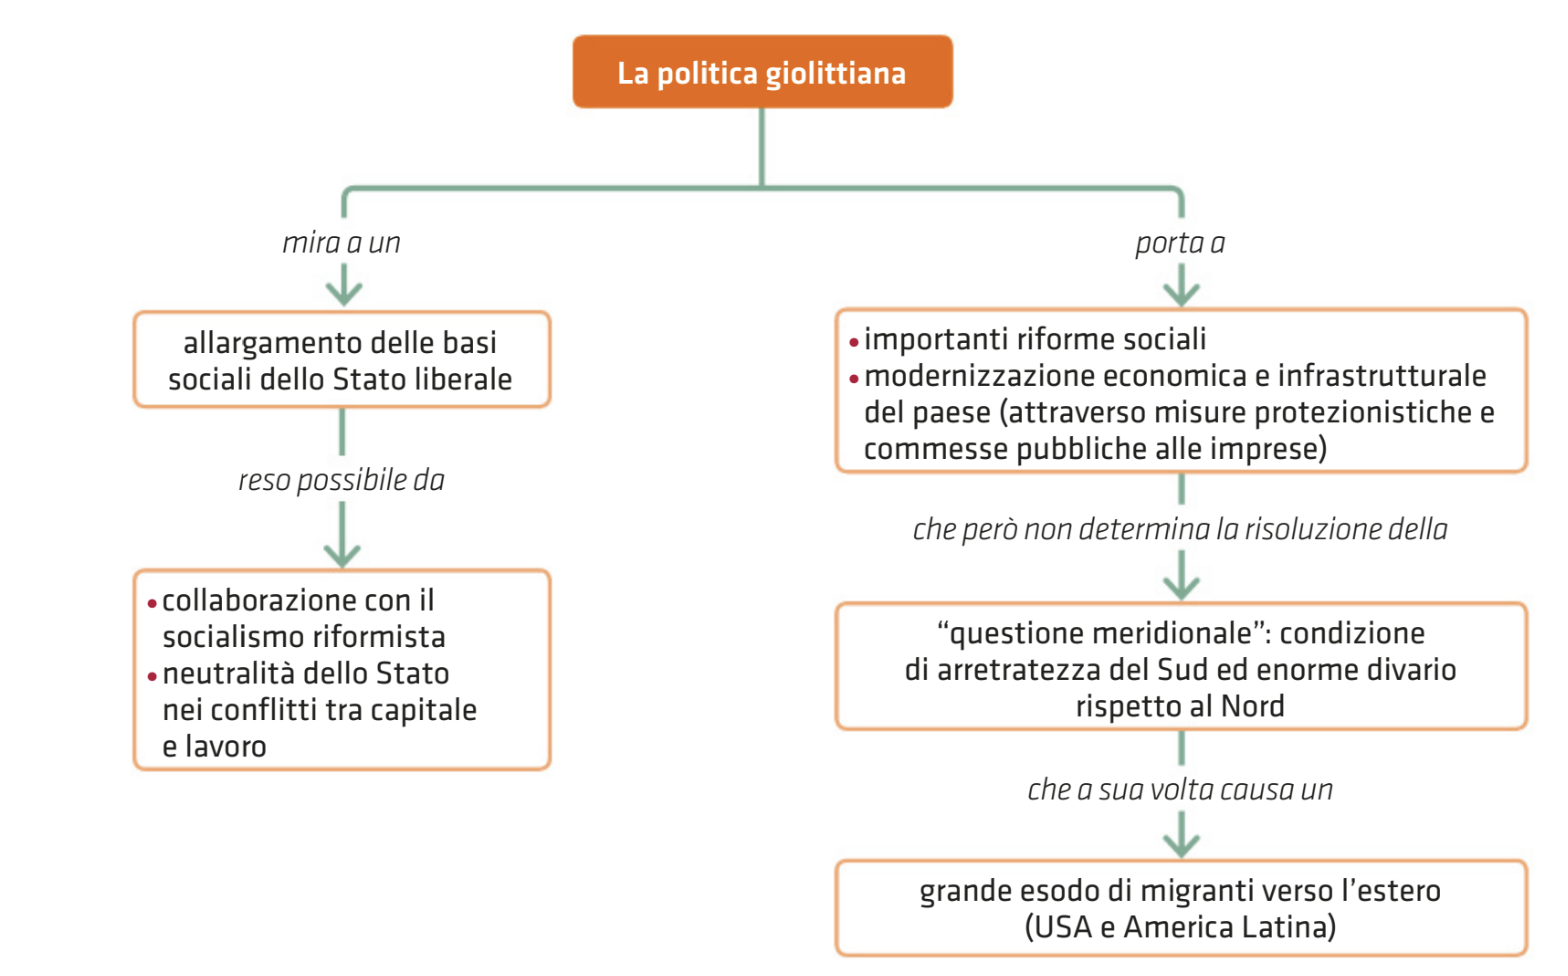 La politica giolittiana
mira a un
allargamento delle basi
sociali dello Stato liberale
reso possibile da
• collaborazione con il
socialismo riformista
• neutralità dello Stato
nei conflitti tra capitale
e lavoro
porta a
• importanti riforme sociali
• modernizzazione economica e infrastrutturale
del paese (attraverso misure protezionistiche e
commesse pubbliche alle imprese)
che però non determina la risoluzione della
“questione meridionale”: condizione
di arretratezza del Sud ed enorme divario
rispetto al Nord
che a sua volta causa un
grande esodo di migranti verso l’estero
(USA e America Latina)